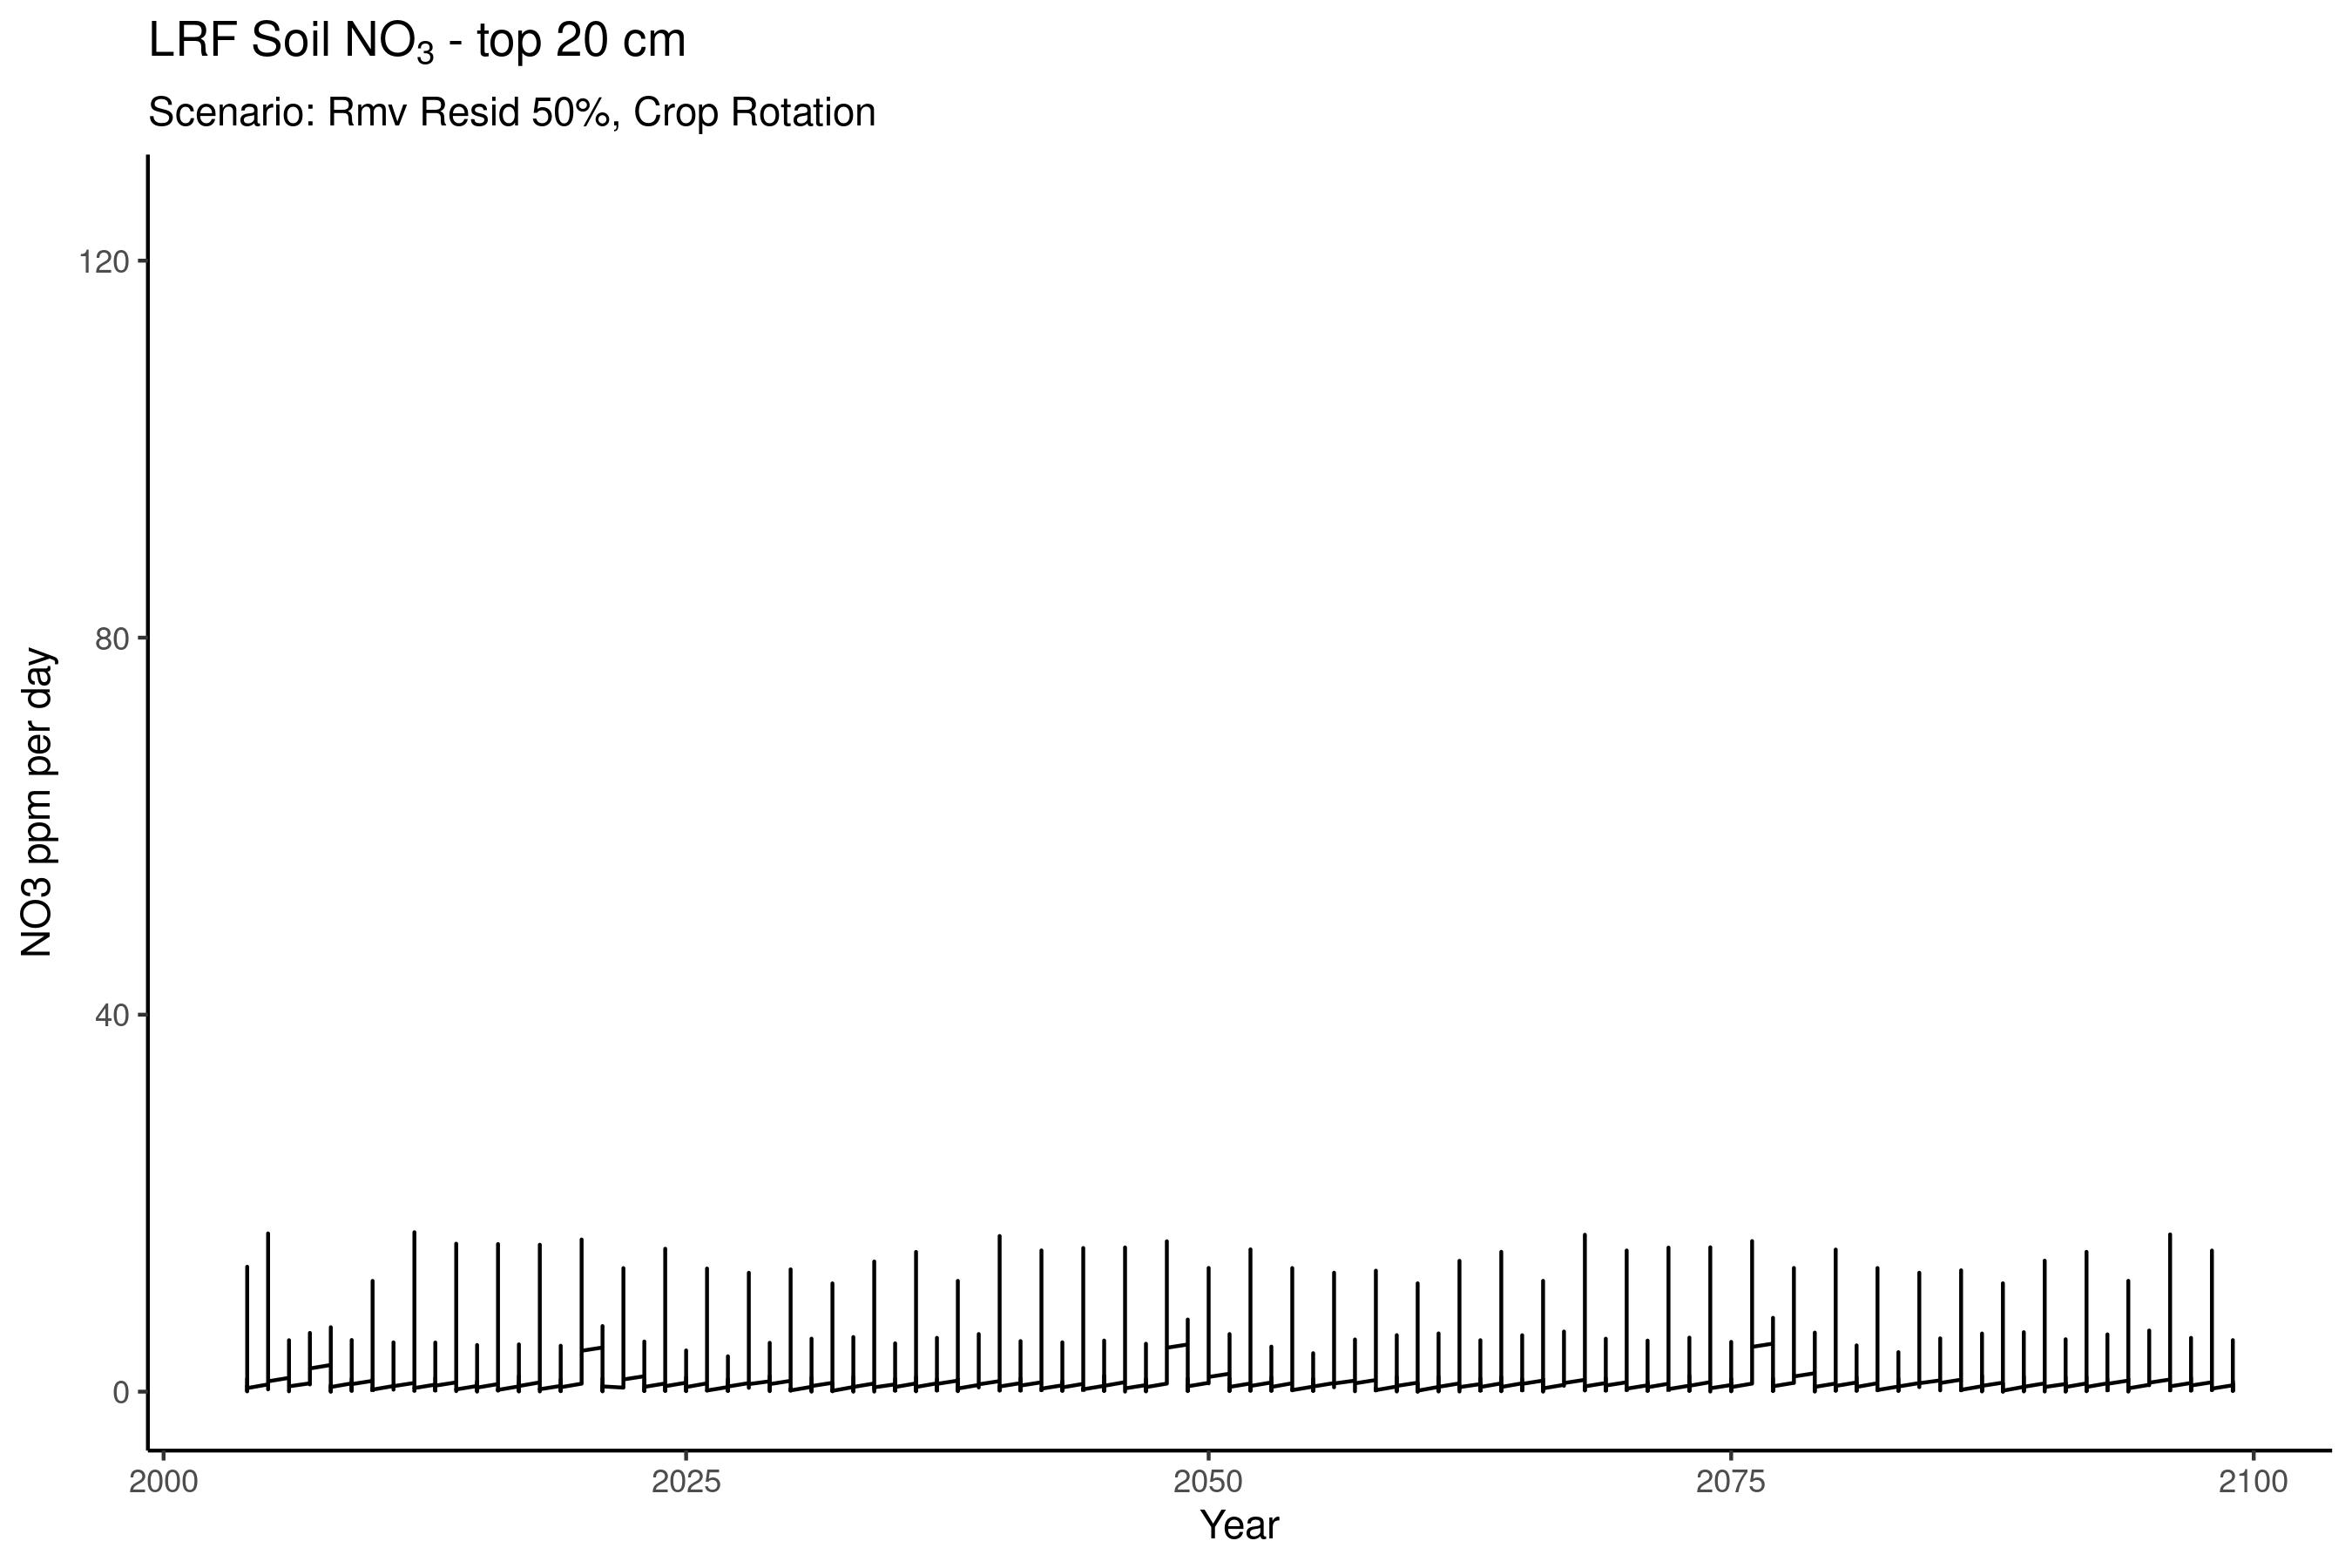 LRF Soil NO₃ - top 20 cm
Scenario: Rmv Resid 50%, Crop Rotation
NO3 ppm per day
120
80
40
0
2000 2025 2050 2075 2100
Year